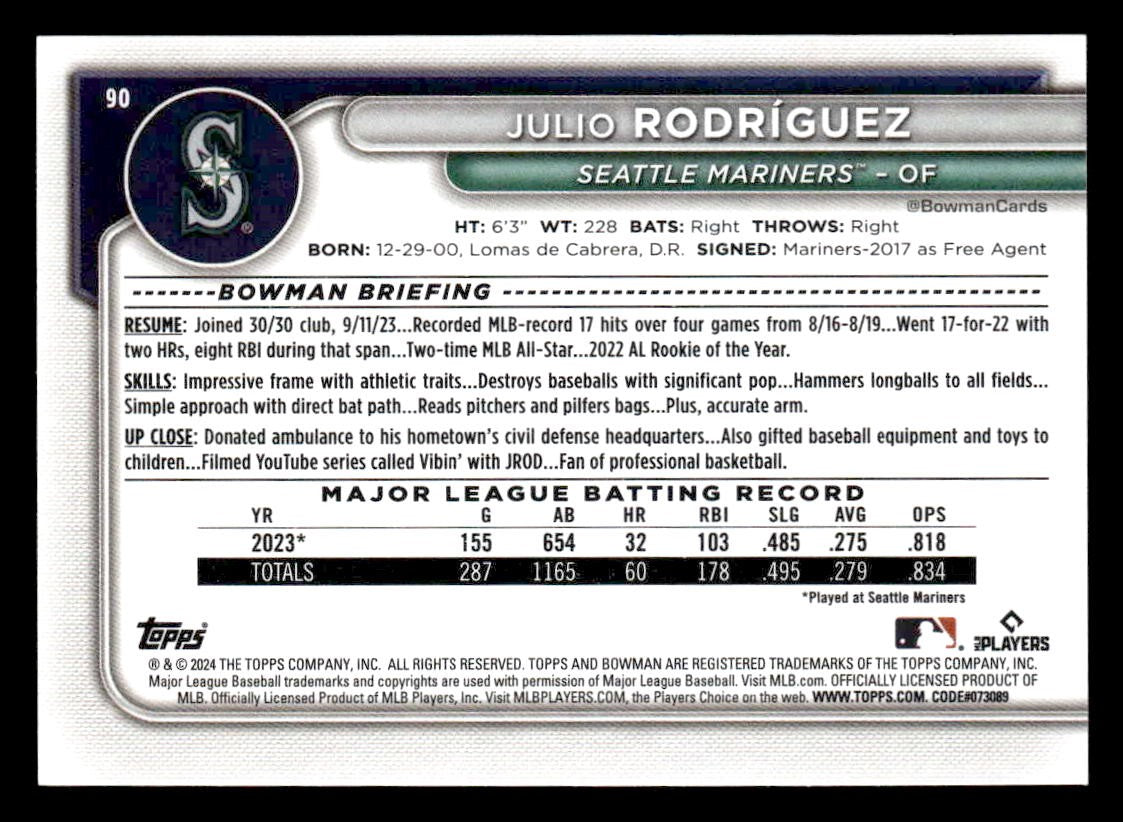 90
S
®
JULIO RODRÍGUEZ
SEATTLE MARINERS™ – OF
@BowmanCards
HT: 6'3" WT: 228 BATS: Right THROWS: Right
BORN: 12-29-00, Lomas de Cabrera, D.R. SIGNED: Mariners-2017 as Free Agent
BOWMAN BRIEFING
RESUME: Joined 30/30 club, 9/11/23...Recorded MLB-record 17 hits over four games from 8/16-8/19...Went 17-for-22 with
two HRs, eight RBI during that span...Two-time MLB All-Star...2022 AL Rookie of the Year.
SKILLS: Impressive frame with athletic traits...Destroys baseballs with significant pop...Hammers longballs to all fields...
Simple approach with direct bat path...Reads pitchers and pilfers bags...Plus, accurate arm.
UP CLOSE: Donated ambulance to his hometown's civil defense headquarters...Also gifted baseball equipment and toys to
children...Filmed YouTube series called Vibin' with JROD...Fan of professional basketball.
MAJOR LEAGUE BATTING RECORD
YR G AB HR RBI SLG AVG OPS
2023* 155 654 32 103 .485 .275 .818
TOTALS 287 1165 60 178 .495 .279 .834
*Played at Seattle Mariners
Topps®
MLB PLAYERS
® & © 2024 THE TOPPS COMPANY, INC. ALL RIGHTS RESERVED. TOPPS AND BOWMAN ARE REGISTERED TRADEMARKS OF THE TOPPS COMPANY, INC.
Major League Baseball trademarks and copyrights are used with permission of Major League Baseball. Visit MLB.com. OFFICIALLY LICENSED PRODUCT OF
MLB. Officially Licensed Product of MLB Players, Inc. Visit MLBPLAYERS.COM, the Players Choice on the web. WWW.TOPPS.COM. CODE#073089